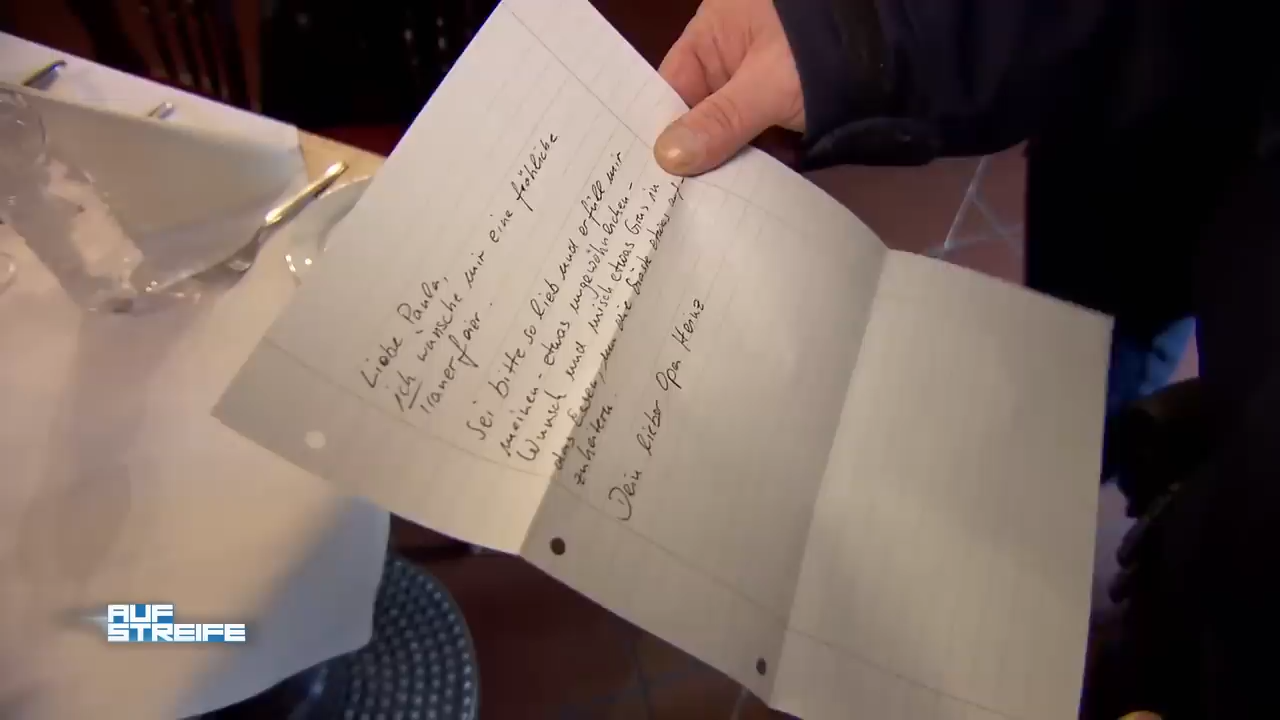 Liebe Paula,
ich wünsche mir eine fröhliche
Trauerfeier.
Sei bitte so lieb und erfüll mir
meinen - etwas ungewöhnlichen -
Wunsch und misch etwas Gras in
das Essen, um die Gäste etwas auf-
zuheitern.
Dein lieber Opa Heinz
AUF
STREIFE